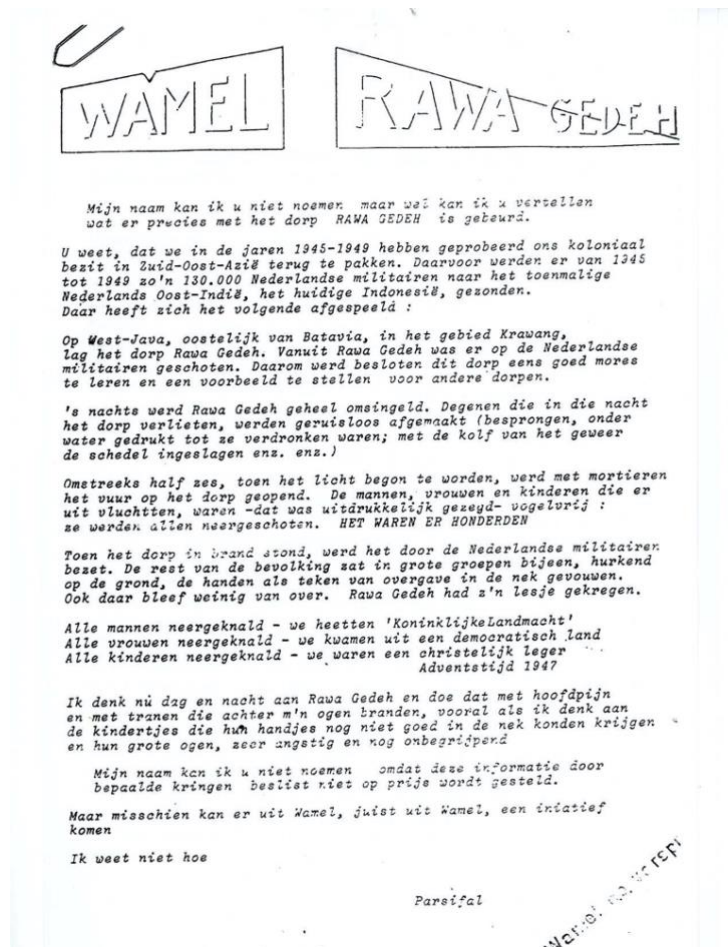 WAMEL RAWA GEDEH
Mijn naam kan ik u niet noemen maar wel kan ik u vertellen
wat er precies met het dorp RAWA GEDEH is gebeurd.
U weet, dat we in de jaren 1945-1949 hebben geprobeerd ons koloniaal
bezit in Zuid-Oost-Azië terug te pakken. Daarvoor werden er van 1945
tot 1949 zo'n 130.000 Nederlandse militairen naar het toenmalige
Nederlands Oost-Indië, het huidige Indonesië, gezonden.
Daar heeft zich het volgende afgespeeld :
Op West-Java, oostelijk van Batavia, in het gebied Krawang,
lag het dorp Rawa Gedeh. Vanuit Rawa Gedeh was er op de Nederlandse
militairen geschoten. Daarom werd besloten dit dorp eens goed mores
te leren en een voorbeeld te stellen voor andere dorpen.
's nachts werd Rawa Gedeh geheel omsingeld. Degenen die in die nacht
het dorp verlieten, werden geruisloos afgemaakt (besprongen, onder
water gedrukt tot ze verdronken waren; met de kolf van het geweer
de schedel ingeslagen enz. enz.)
Omstreeks half zes, toen het licht begon te worden, werd met mortieren
het vuur op het dorp geopend. De mannen, vrouwen en kinderen die er
uit vluchtten, waren -dat was uitdrukkelijk gezegd- vogelvrij :
ze werden allen neergeschoten. HET WAREN ER HONDERDEN
Toen het dorp in brand stond, werd het door de Nederlandse militairen
bezet. De rest van de bevolking zat in grote groepen bijeen, hurkend
op de grond, de handen als teken van overgave in de nek gevouwen.
Ook daar bleef weinig van over. Rawa Gedeh had z'n lesje gekregen.
Alle mannen neergeknald - we heetten 'KoninklijkeLandmacht'
Alle vrouwen neergeknald - we kwamen uit een democratisch land
Alle kinderen neergeknald - we waren een christelijk leger
Adventstijd 1947
Ik denk nù dag en nacht aan Rawa Gedeh en doe dat met hoofdpijn
en met tranen die achter m'n ogen branden, vooral als ik denk aan
de kindertjes die hun handjes nog niet goed in de nek konden krijgen
en hun grote ogen, zeer angstig en nog onbegrijpend
Mijn naam kan ik u niet noemen omdat deze informatie door
bepaalde kringen beslist niet op prijs wordt gesteld.
Maar misschien kan er uit Wamel, juist uit Wamel, een iniatief
komen
Ik weet niet hoe
Parsifal
Wamel